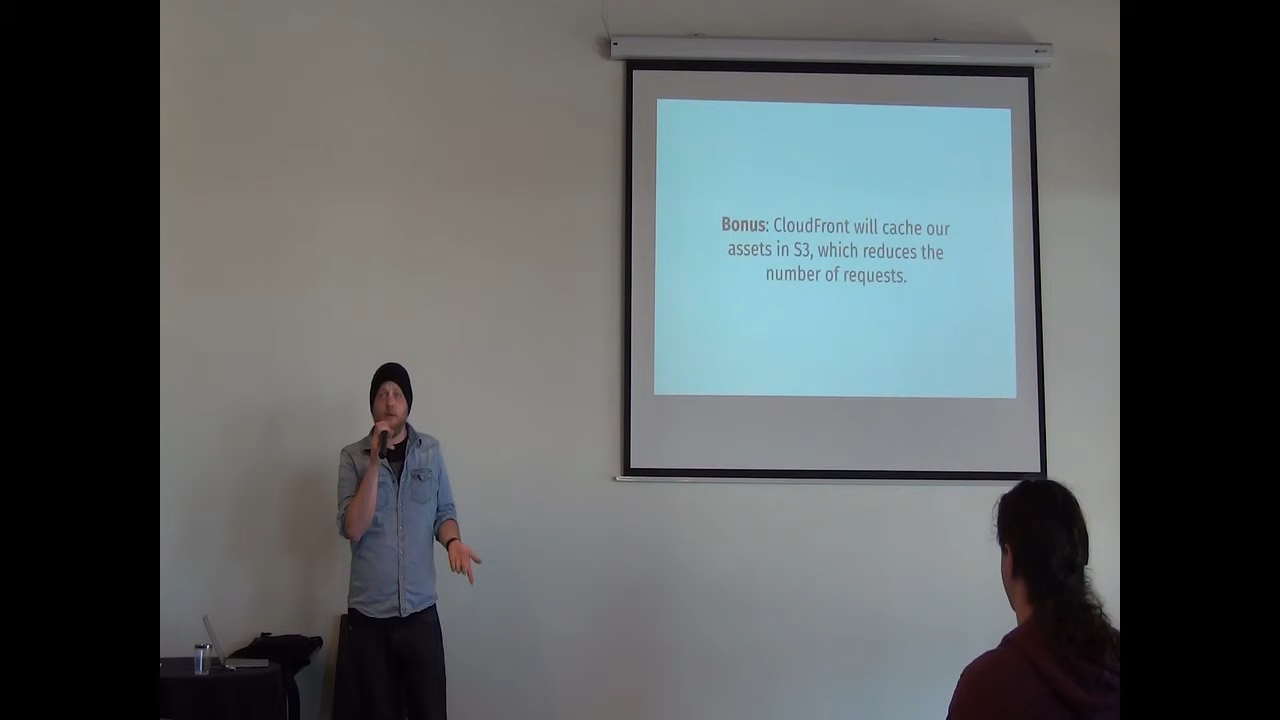 Bonus: CloudFront will cache our
assets in S3, which reduces the
number of requests.